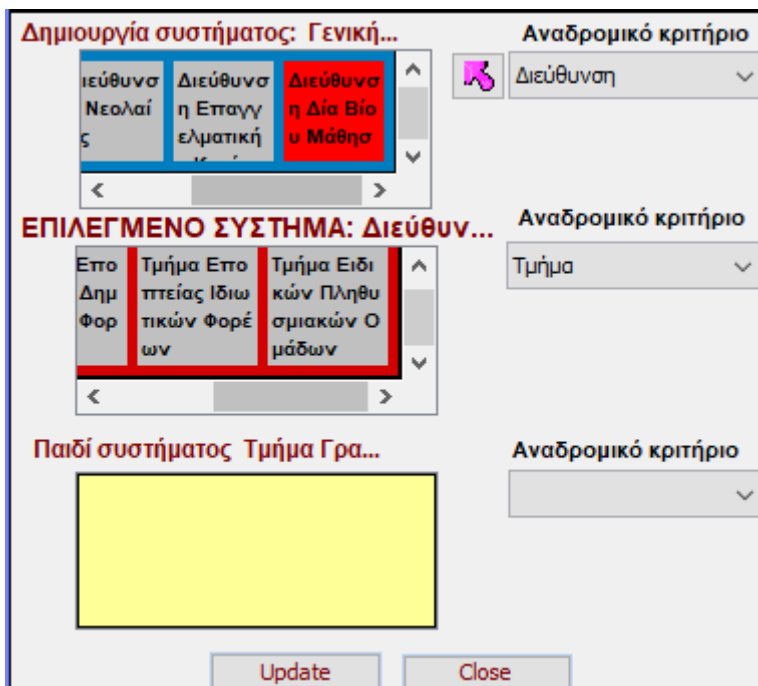 Δημιουργία συστήματος: Γενική...
Αναδρομικό κριτήριο
ιεύθυνσ
Νεολαί
ς
Διεύθυνσ
η Επαγγ
ελματική
Διεύθυνσ
η Δία Βίο
υ Μάθησ
Διεύθυνση
ΕΠΙΛΕΓΜΕΝΟ ΣΥΣΤΗΜΑ: Διεύθυν...
Αναδρομικό κριτήριο
Επο
Δημ
Φορ
Τμήμα Επο
πτείας Ιδιω
τικών Φορέ
ων
Τμήμα Ειδι
κών Πληθυ
σμιακών Ο
μάδων
Τμήμα
Παιδί συστήματος Τμήμα Γρα...
Αναδρομικό κριτήριο
Update
Close